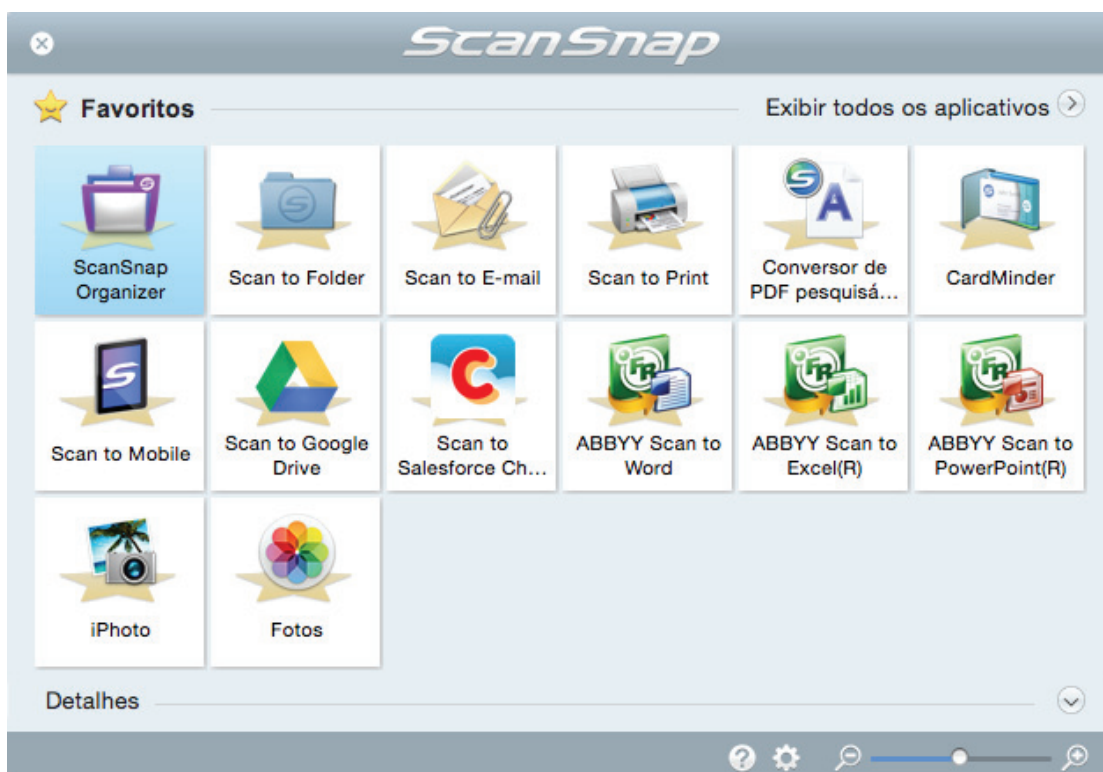 ScanSnap
Favoritos
Exibir todos os aplicativos
ScanSnap
Organizer
Scan to Folder
Scan to E-mail
Scan to Print
Conversor de
PDF pesquisá...
CardMinder
Scan to Mobile
Scan to Google
Drive
Scan to
Salesforce Ch...
ABBYY Scan to
Word
ABBYY Scan to
Excel(R)
ABBYY Scan to
PowerPoint(R)
iPhoto
Fotos
Detalhes